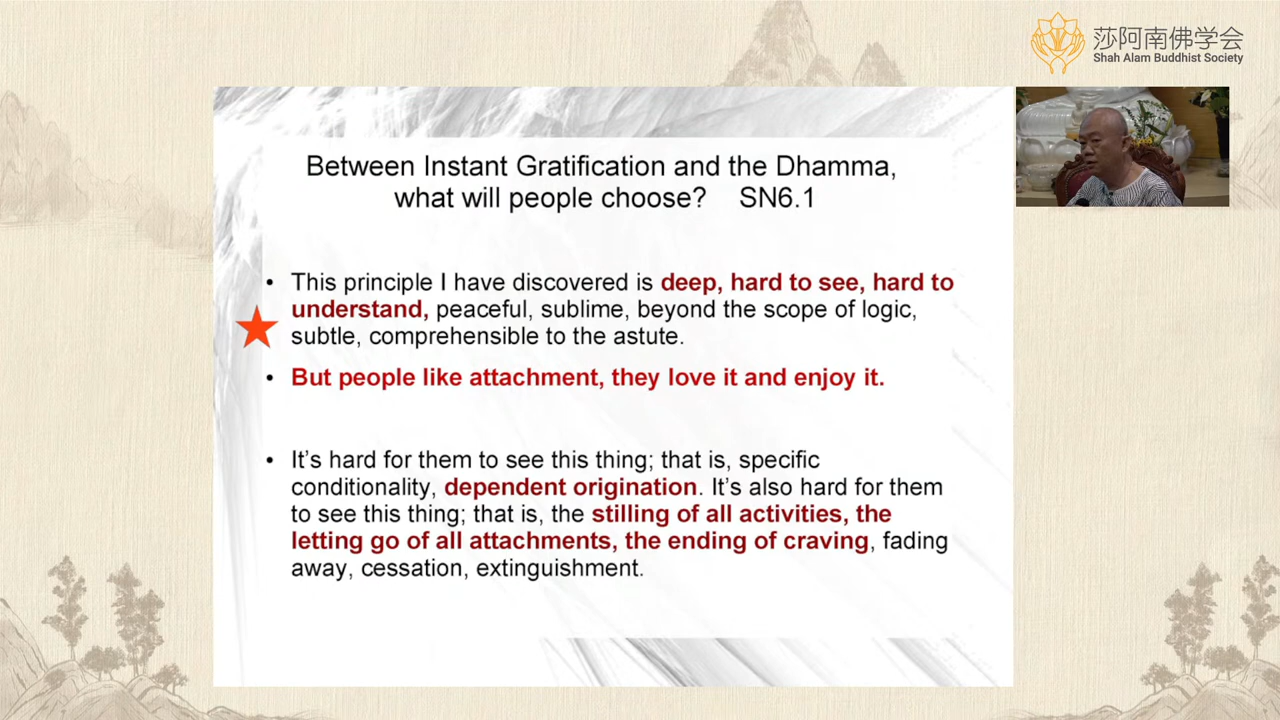 莎阿南佛学会
Shah Alam Buddhist Society
Between Instant Gratification and the Dhamma,
what will people choose? SN6.1
• This principle I have discovered is deep, hard to see, hard to
understand, peaceful, sublime, beyond the scope of logic,
subtle, comprehensible to the astute.
• But people like attachment, they love it and enjoy it.
• It’s hard for them to see this thing; that is, specific
conditionality, dependent origination. It’s also hard for them
to see this thing; that is, the stilling of all activities, the
letting go of all attachments, the ending of craving, fading
away, cessation, extinguishment.